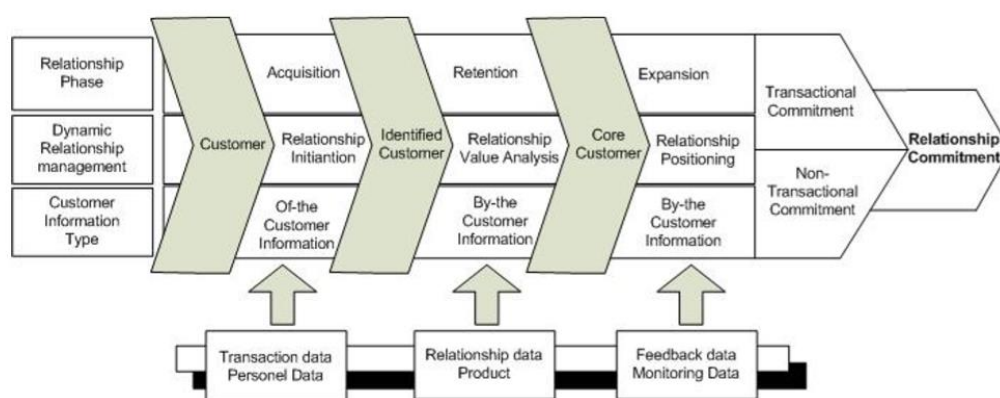 Relationship
Phase
Acquisition
Retention
Expansion
Transactional
Commitment
Dynamic
Relationship
management
Customer
Relationship
Initiantion
Identified
Customer
Relationship
Value Analysis
Core
Customer
Relationship
Positioning
Relationship
Commitment
Non-
Transactional
Commitment
Customer
Information
Type
Of-the
Customer
Information
By-the
Customer
Information
By-the
Customer
Information
Transaction data
Personel Data
Relationship data
Product
Feedback data
Monitoring Data